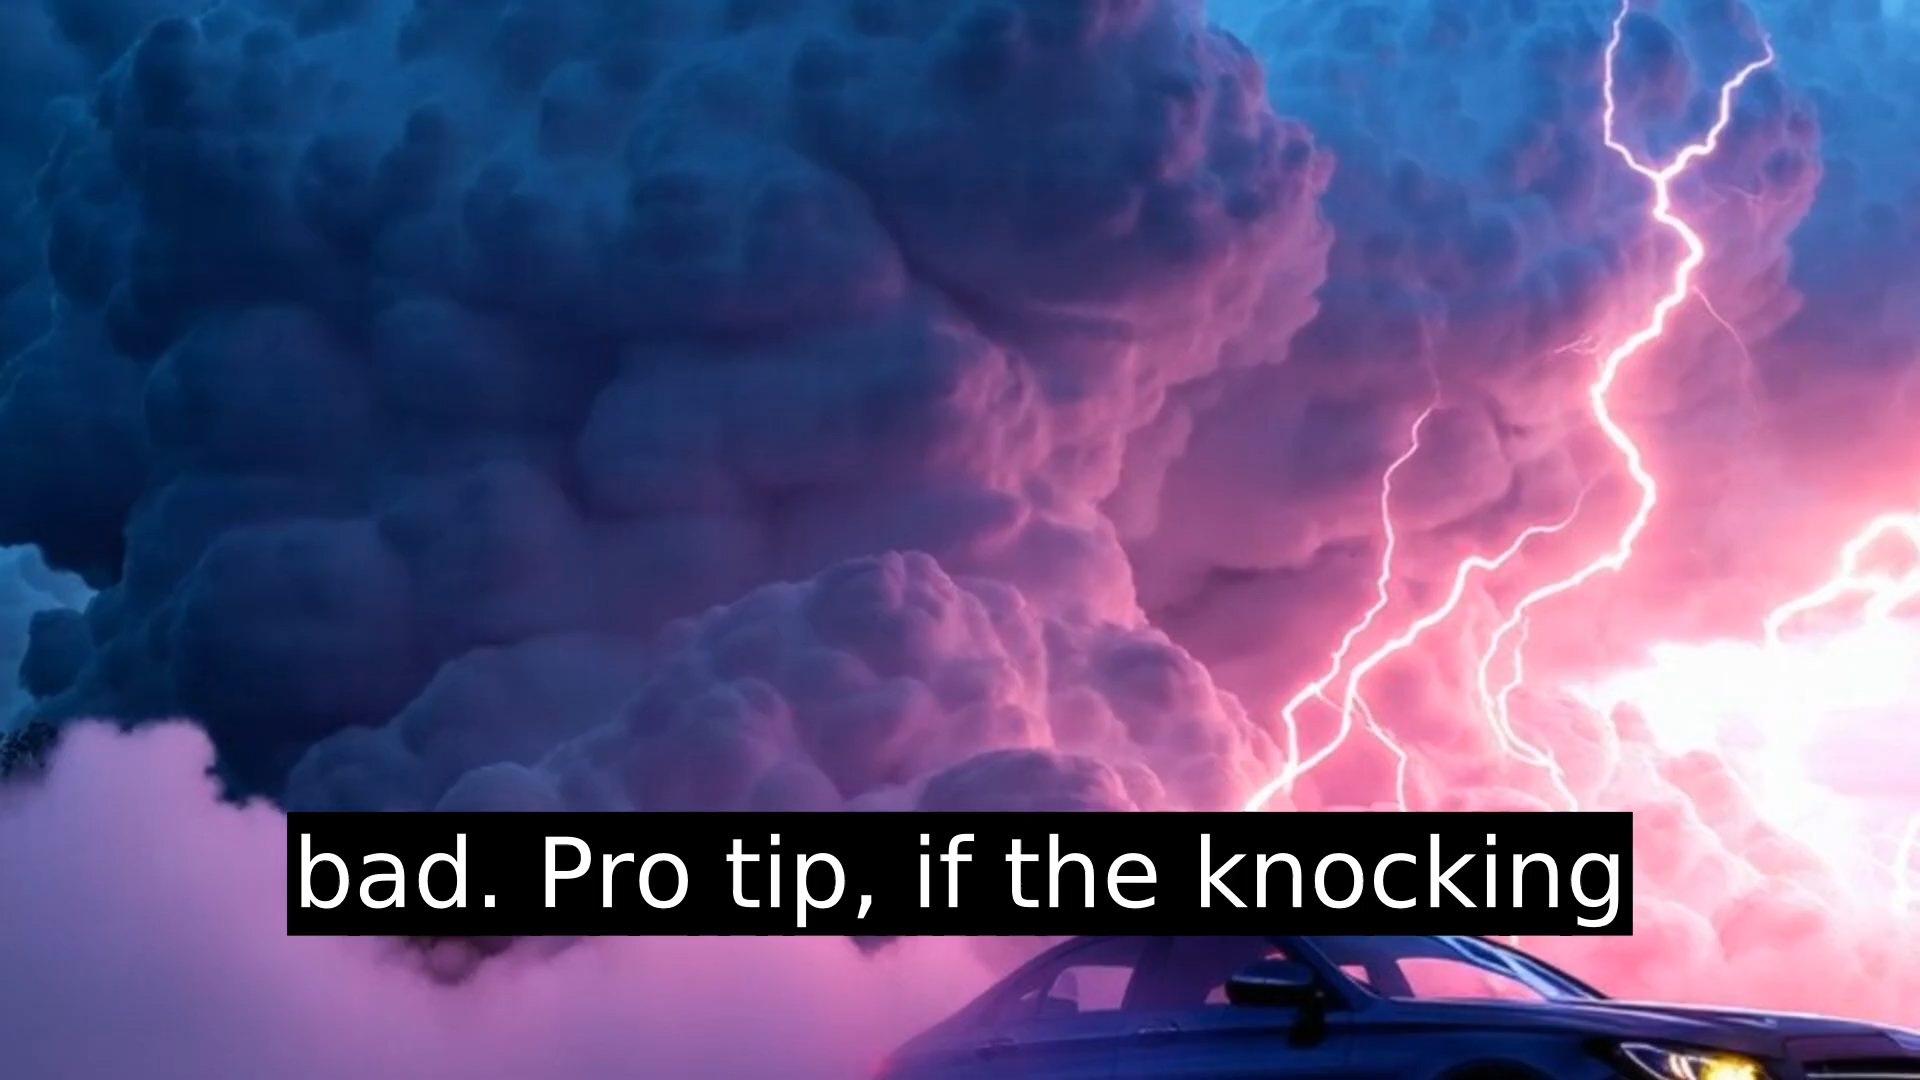 bad. Pro tip, if the knocking